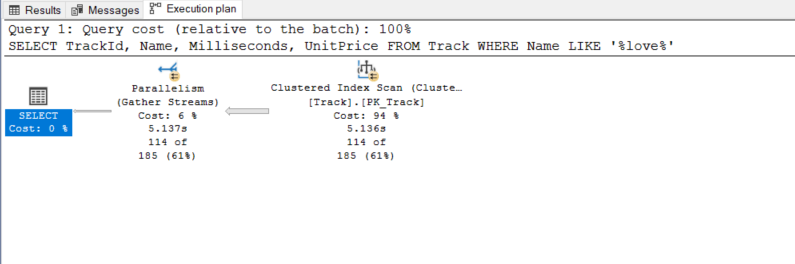 Results Messages Execution plan
Query 1: Query cost (relative to the batch): 100%
SELECT TrackId, Name, Milliseconds, UnitPrice FROM Track WHERE Name LIKE '%love%'
SELECT
Cost: 0 %
Parallelism
(Gather Streams)
Cost: 6 %
5.137s
114 of
185 (61%)
Clustered Index Scan (Cluste…
[Track].[PK_Track]
Cost: 94 %
5.136s
114 of
185 (61%)